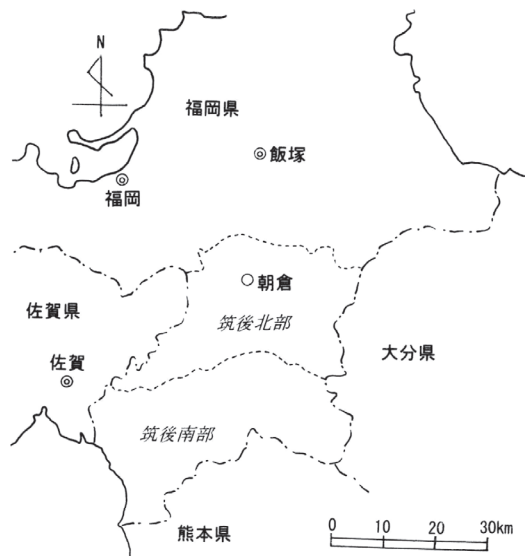 N
福岡県
飯塚
福岡
朝倉
佐賀県
筑後北部
大分県
佐賀
筑後南部
熊本県
0 10 20 30km